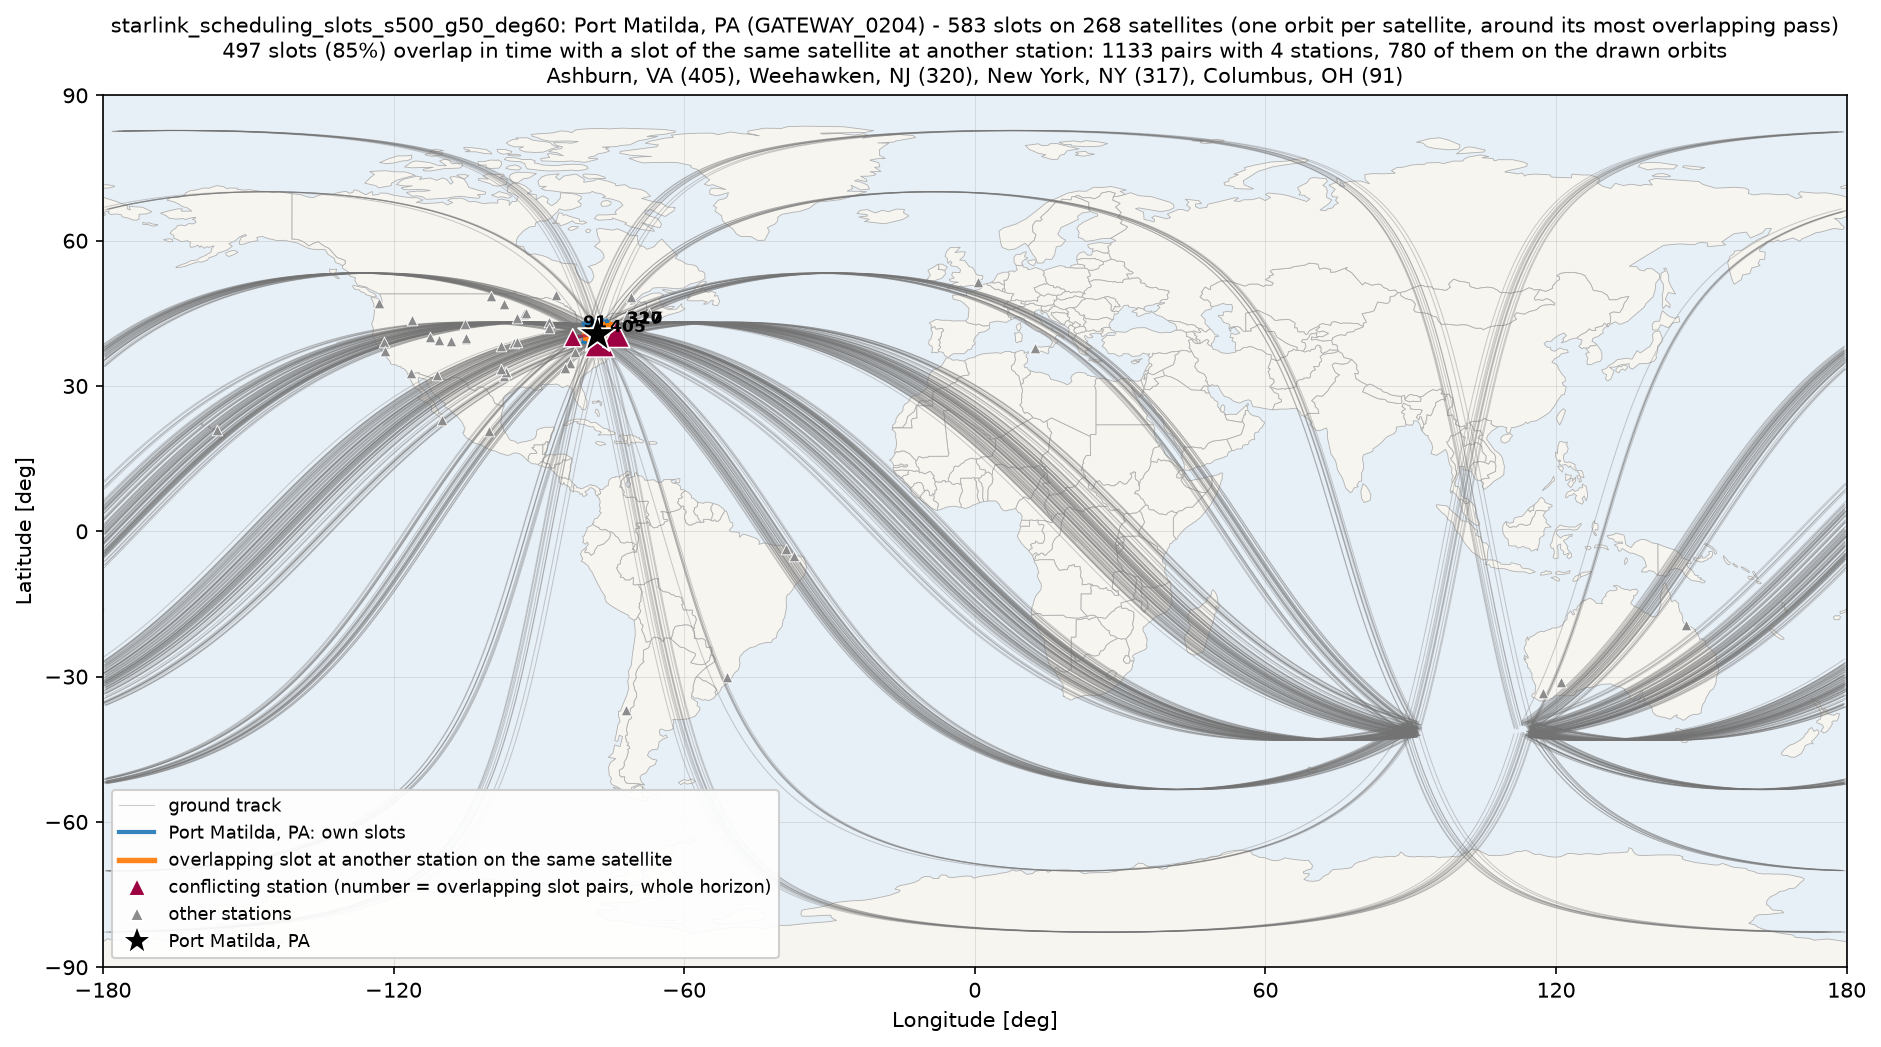 starlink_scheduling_slots_s500_g50_deg60: Port Matilda, PA (GATEWAY_0204) - 583 slots on 268 satellites (one orbit per satellite, around its most overlapping pass)
497 slots (85%) overlap in time with a slot of the same satellite at another station: 1133 pairs with 4 stations, 780 of them on the drawn orbits
Ashburn, VA (405), Weehawken, NJ (320), New York, NY (317), Columbus, OH (91)
90
60
30
0
−30
−60
−90
Latitude [deg]
91
405
ground track
Port Matilda, PA: own slots
overlapping slot at another station on the same satellite
conflicting station (number = overlapping slot pairs, whole horizon)
other stations
Port Matilda, PA
−180
−120
−60
0
60
120
180
Longitude [deg]